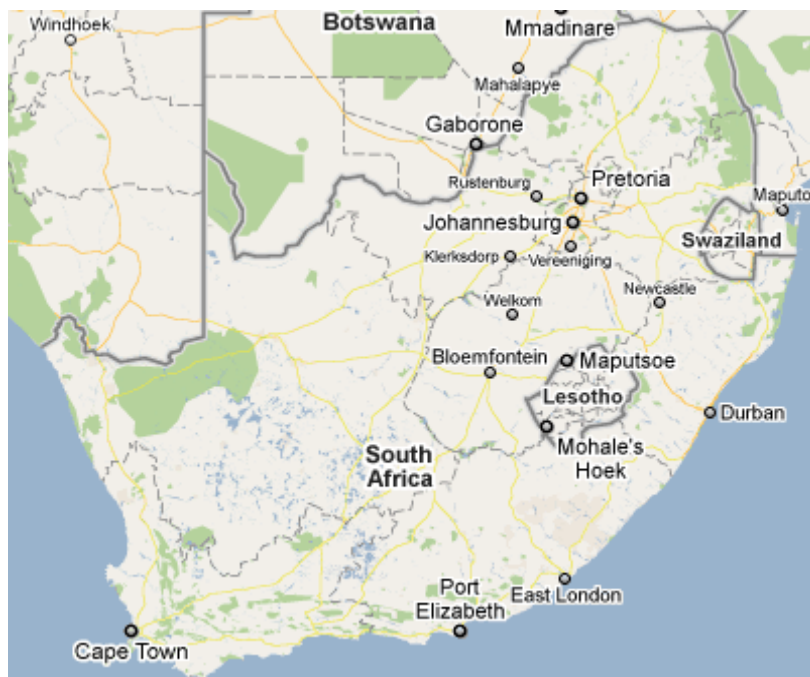 Windhoek
Botswana
Mmadinare
Mahalapye
Gaborone
Rustenburg
Pretoria
Maputo
Johannesburg
Swaziland
Klerksdorp
Vereeniging
Welkom
Newcastle
Bloemfontein
Maputsoe
Lesotho
Durban
Mohale's
Hoek
South
Africa
Port
Elizabeth
East London
Cape Town